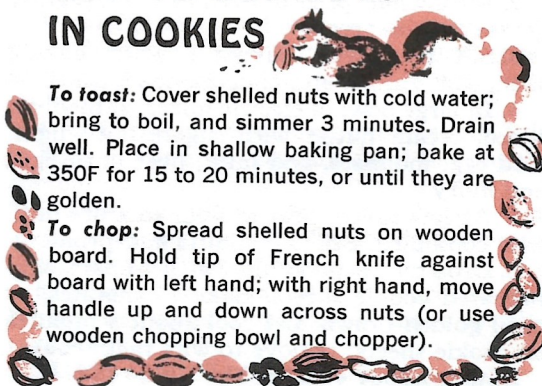 IN COOKIES
To toast: Cover shelled nuts with cold water;
bring to boil, and simmer 3 minutes. Drain
well. Place in shallow baking pan; bake at
350F for 15 to 20 minutes, or until they are
golden.
To chop: Spread shelled nuts on wooden
board. Hold tip of French knife against
board with left hand; with right hand, move
handle up and down across nuts (or use
wooden chopping bowl and chopper).